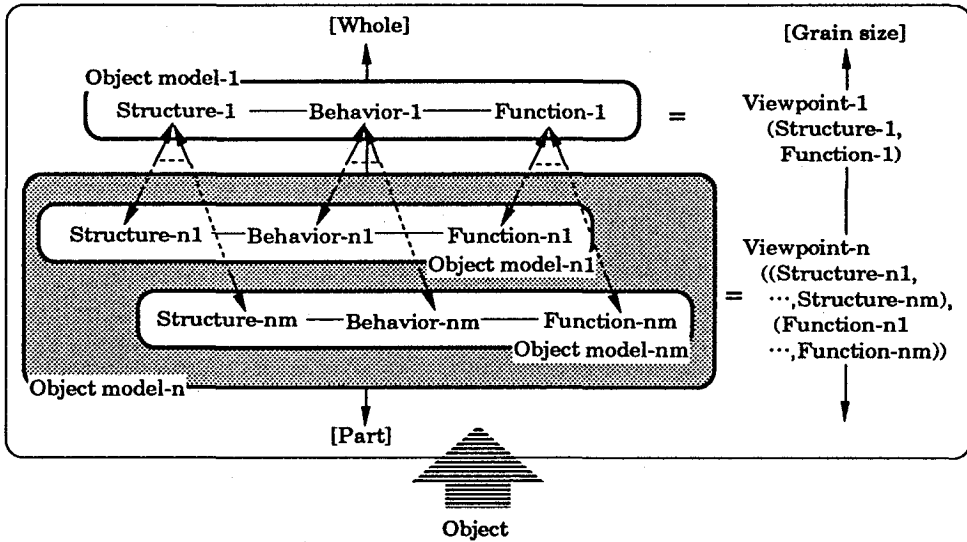 [Whole]
[Grain size]
Object model-1
Structure-1 Behavior-1 Function-1
=
Viewpoint-1
(Structure-1,
Function-1)
Structure-n1 Behavior-n1 Function-n1
Object model-n1
Structure-nm Behavior-nm Function-nm
Object model-nm
Object model-n
=
Viewpoint-n
((Structure-n1,
⋯,Structure-nm),
(Function-n1
⋯,Function-nm))
[Part]
Object